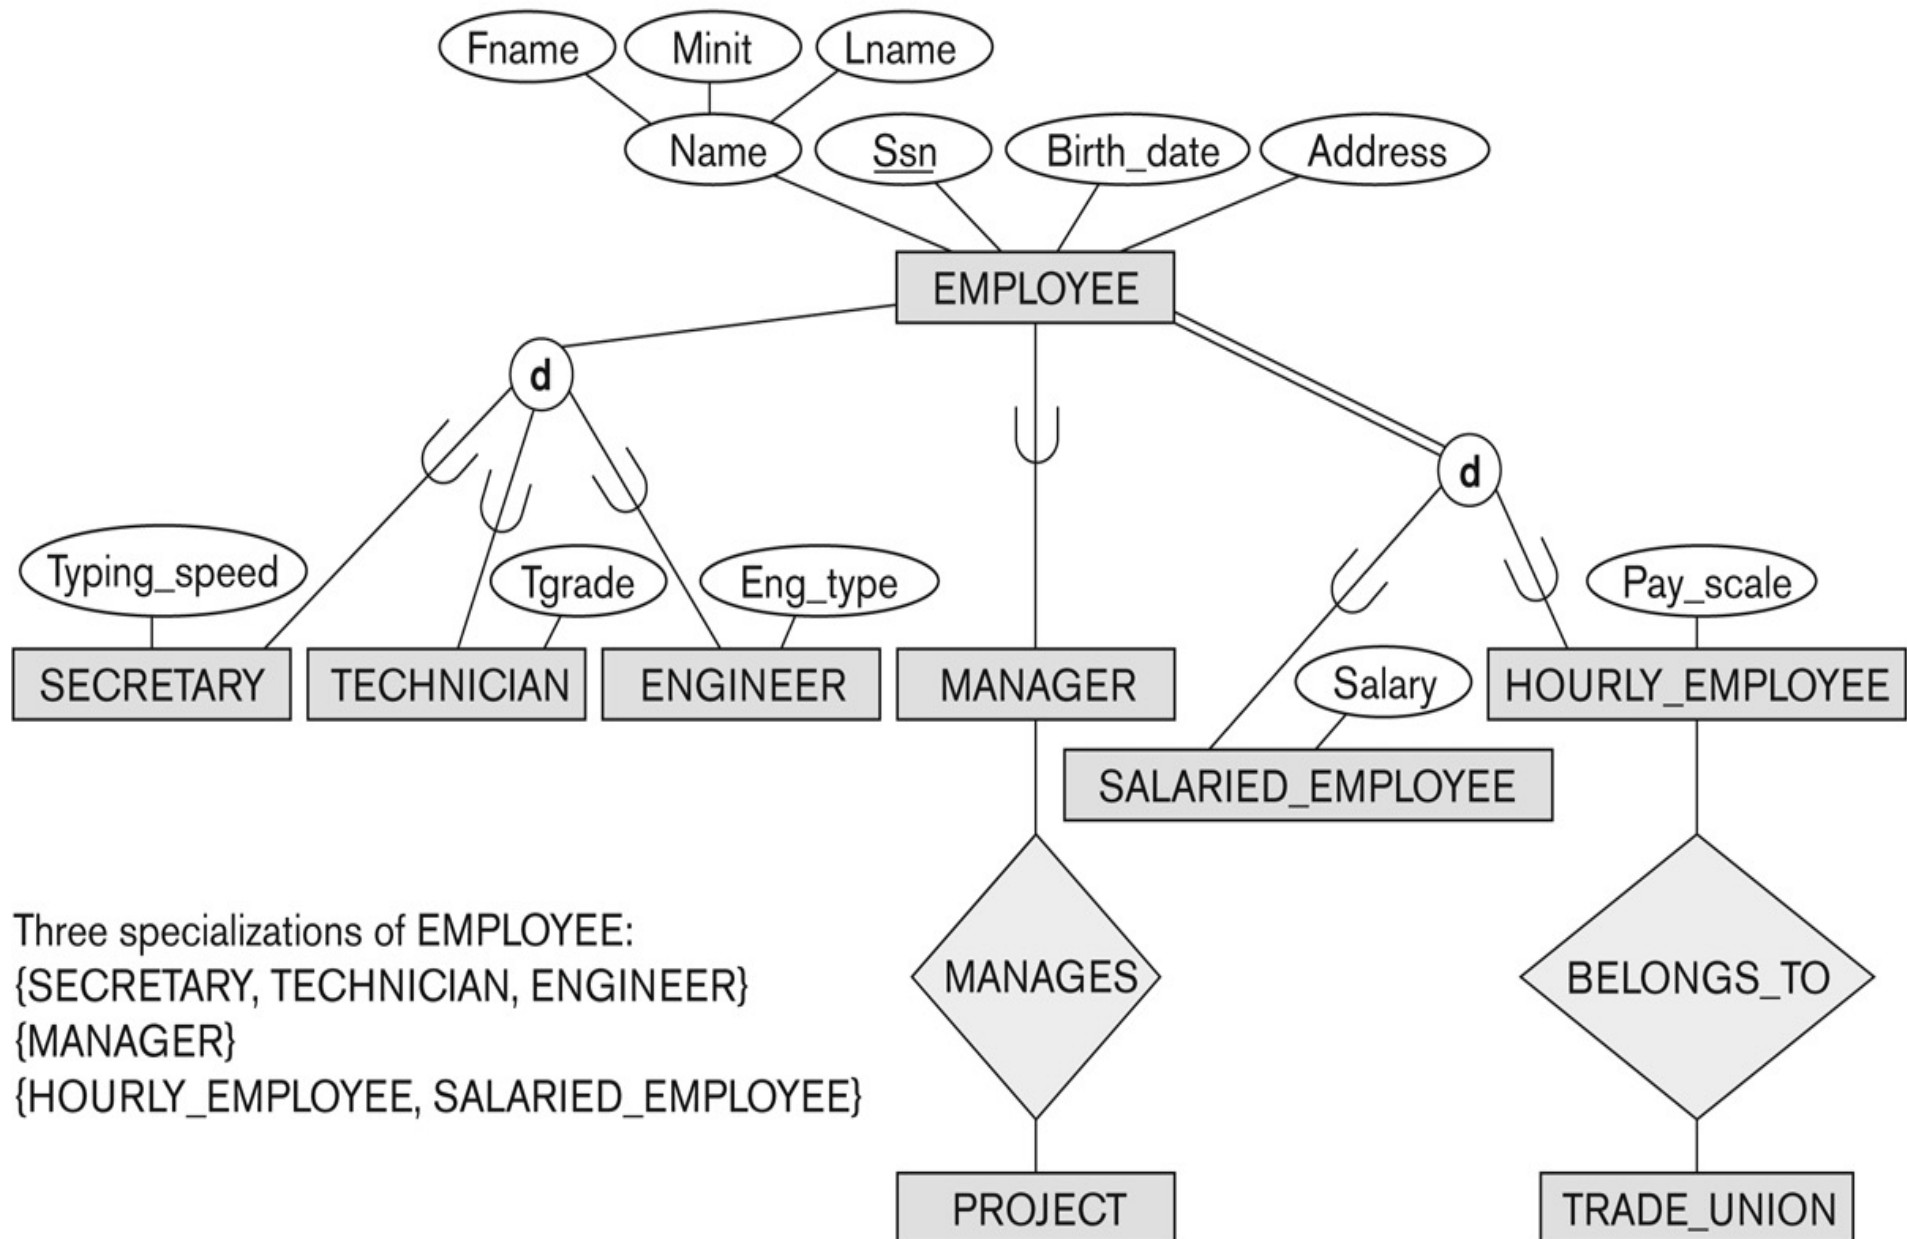 Fname
Minit
Lname
Name
Ssn
Birth_date
Address
EMPLOYEE
d
d
Typing_speed
Tgrade
Eng_type
Pay_scale
SECRETARY
TECHNICIAN
ENGINEER
MANAGER
Salary
HOURLY_EMPLOYEE
SALARIED_EMPLOYEE
Three specializations of EMPLOYEE:
{SECRETARY, TECHNICIAN, ENGINEER}
{MANAGER}
{HOURLY_EMPLOYEE, SALARIED_EMPLOYEE}
MANAGES
BELONGS_TO
PROJECT
TRADE_UNION